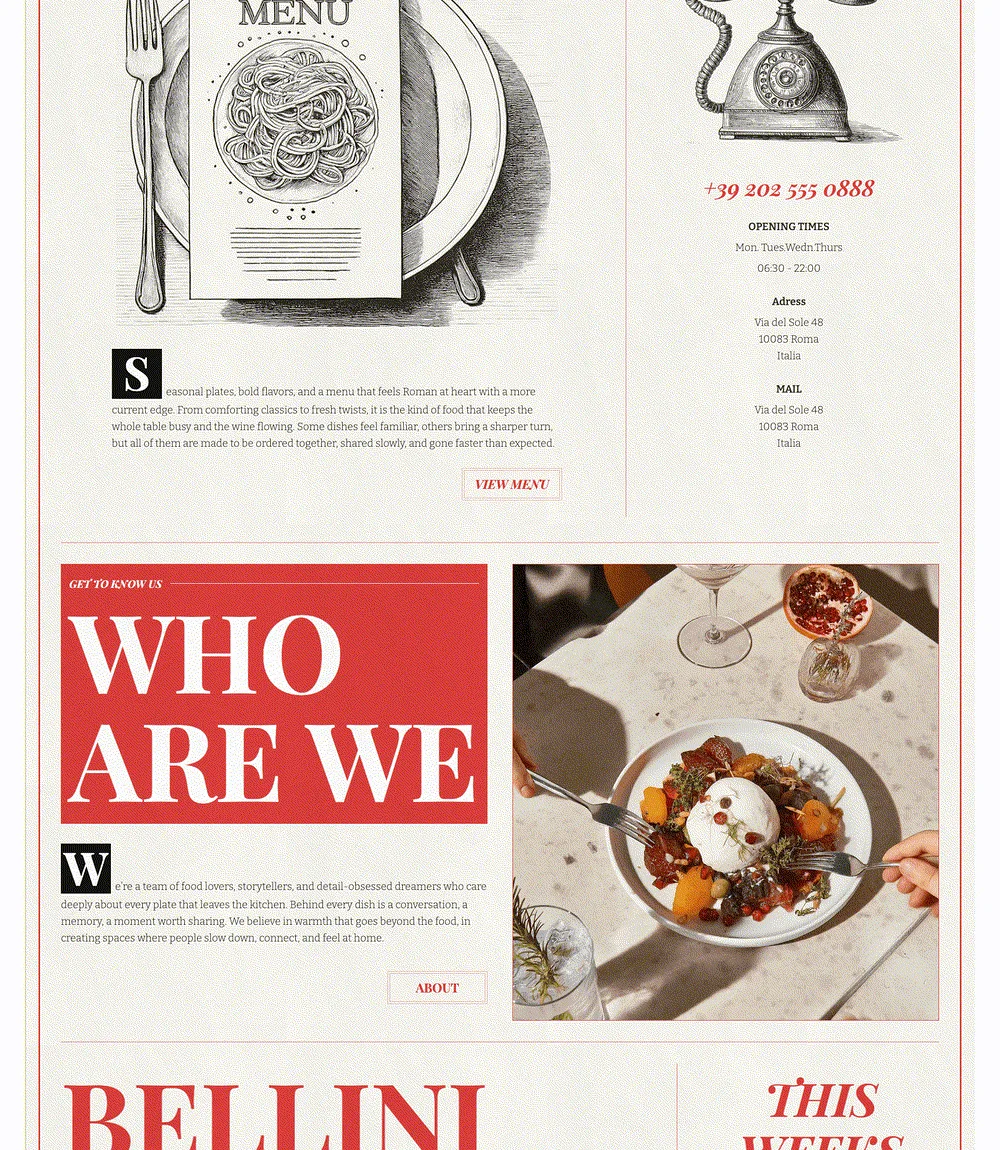 MENU
Seasonal plates, bold flavors, and a menu that feels Roman at heart with a more
current edge. From comforting classics to fresh twists, it is the kind of food that keeps the
whole table busy and the wine flowing. Some dishes feel familiar, others bring a sharper turn,
but all of them are made to be ordered together, shared slowly, and gone faster than expected.
VIEW MENU
+39 202 555 0888
OPENING TIMES
Mon. Tues.Wedn.Thurs
06:30 - 22:00
Adress
Via del Sole 48
10083 Roma
Italia
MAIL
Via del Sole 48
10083 Roma
Italia
GET TO KNOW US
WHO
ARE WE
We're a team of food lovers, storytellers, and detail-obsessed dreamers who care
deeply about every plate that leaves the kitchen. Behind every dish is a conversation, a
memory, a moment worth sharing. We believe in warmth that goes beyond the food, in
creating spaces where people slow down, connect, and feel at home.
ABOUT
BELLINI
THIS
WEEKS